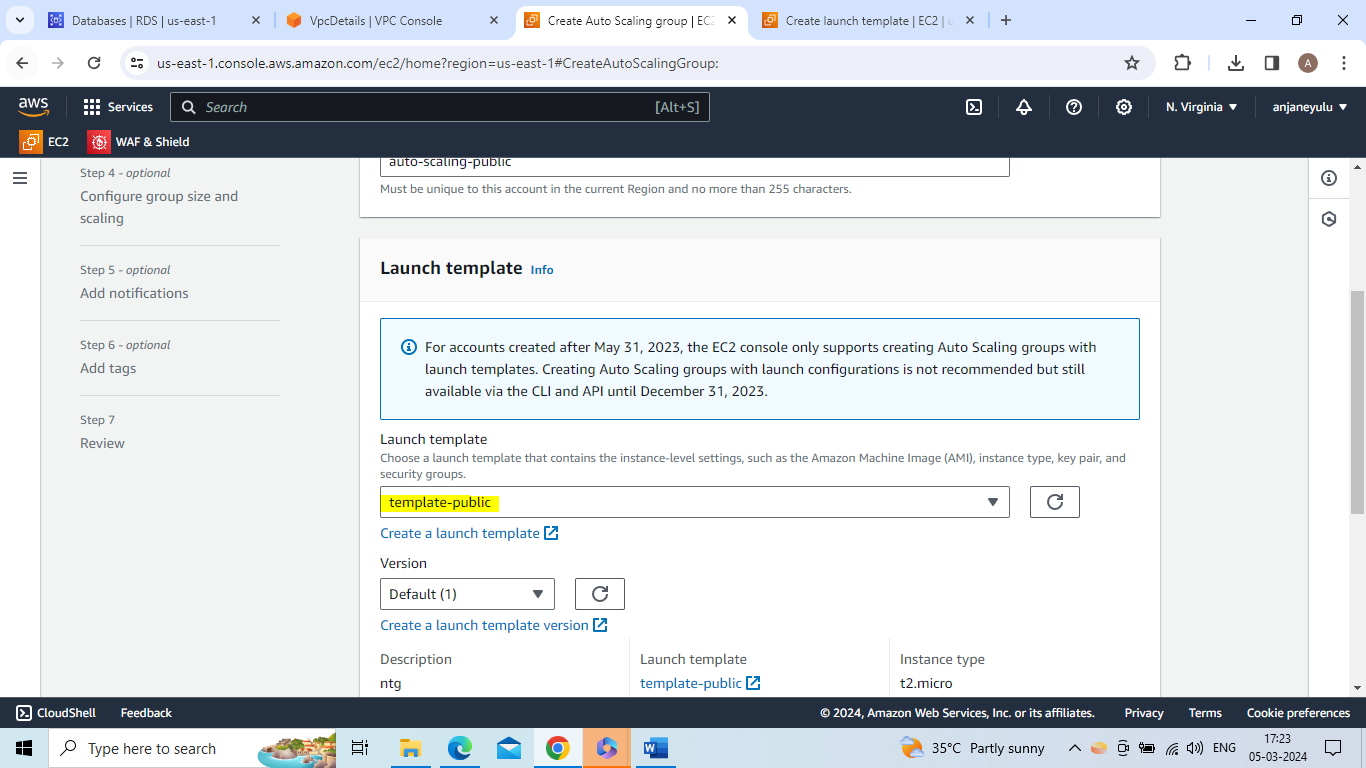 Databases | RDS | us-east-1
VpcDetails | VPC Console
Create Auto Scaling group | EC2
Create launch template | EC2 | u
us-east-1.console.aws.amazon.com/ec2/home?region=us-east-1#CreateAutoScalingGroup:
A
aws
Services
Search
[Alt+S]
N. Virginia
anjaneyulu
EC2
WAF & Shield
Step 4 - optional
Configure group size and
scaling
Step 5 - optional
Add notifications
Step 6 - optional
Add tags
Step 7
Review
auto-scaling-public
Must be unique to this account in the current Region and no more than 255 characters.
Launch template Info
For accounts created after May 31, 2023, the EC2 console only supports creating Auto Scaling groups with
launch templates. Creating Auto Scaling groups with launch configurations is not recommended but still
available via the CLI and API until December 31, 2023.
Launch template
Choose a launch template that contains the instance-level settings, such as the Amazon Machine Image (AMI), instance type, key pair, and
security groups.
template-public
Create a launch template
Version
Default (1)
Create a launch template version
Description
ntg
Launch template
template-public
Instance type
t2.micro
CloudShell
Feedback
© 2024, Amazon Web Services, Inc. or its affiliates.
Privacy
Terms
Cookie preferences
Type here to search
35°C Partly sunny
ENG
17:23
05-03-2024